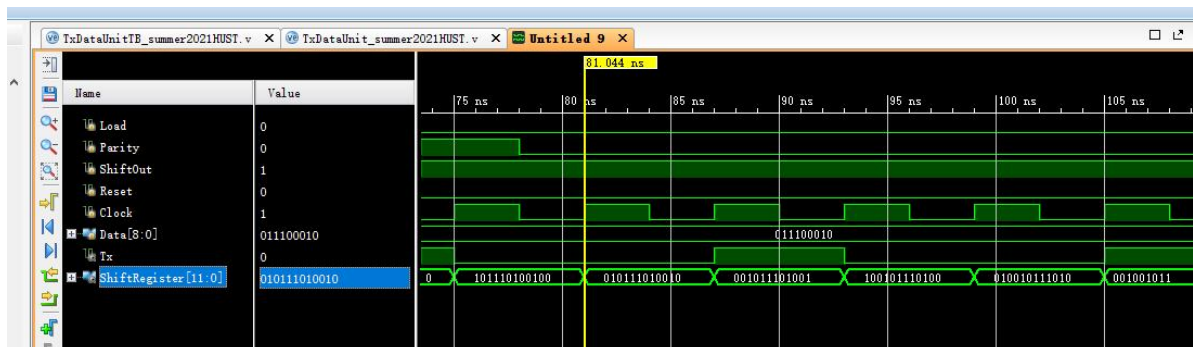 TxDataUnitTB_summer2021HUST.v × TxDataUnit_summer2021HUST.v × Untitled 9 ×
81.044 ns
Name Value 75 ns 80 ns 85 ns 90 ns 95 ns 100 ns 105 ns
Load 0
Parity 0
ShiftOut 1
Reset 0
Clock 1
Data[8:0] 011100010 011100010
Tx 0
ShiftRegister[11:0] 010111010010 0 101110100100 010111010010 001011101001 100101110100 010010111010 001001011